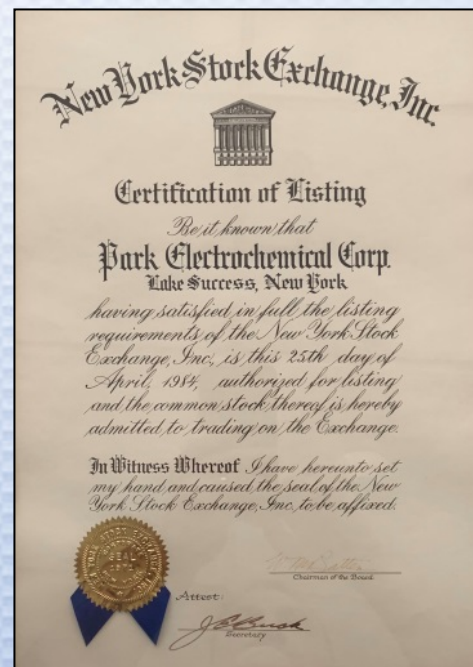 New York Stock Exchange, Inc.
Certification of Listing
Be it known that
Park Electrochemical Corp.
Lake Success, New York
having satisfied in full the listing
requirements of the New York Stock
Exchange, Inc., is this 25th day of
April, 1984, authorized for listing
and the common stock thereof is hereby
admitted to trading on the Exchange.
In Witness Whereof I have hereunto set
my hand and caused the seal of the New
York Stock Exchange, Inc., to be affixed.
Chairman of the Board
SEAL
Attest:
Secretary